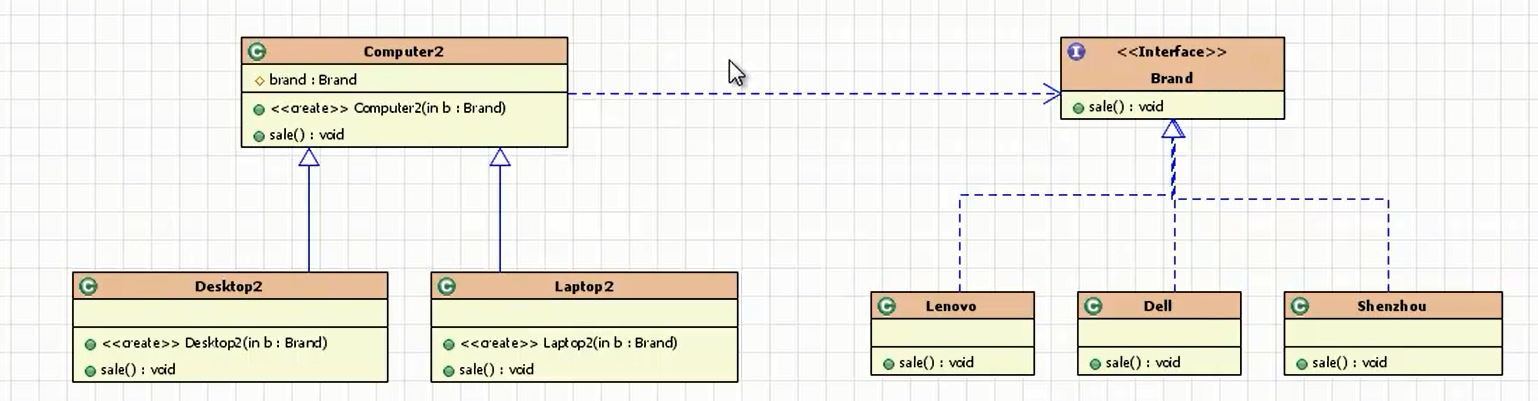 Computer2
brand : Brand
<<create>> Computer2(in b : Brand)
sale() : void
<<Interface>>
Brand
sale() : void
Desktop2
<<create>> Desktop2(in b : Brand)
sale() : void
Laptop2
<<create>> Laptop2(in b : Brand)
sale() : void
Lenovo
sale() : void
Dell
sale() : void
Shenzhou
sale() : void